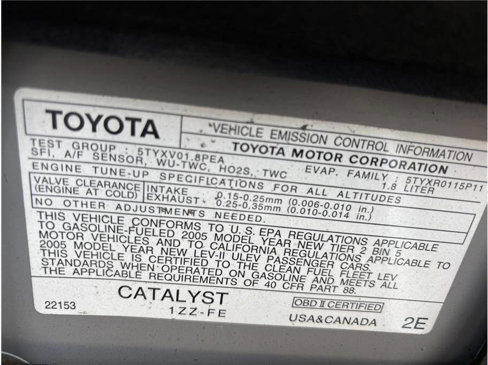 TOYOTA
*VEHICLE EMISSION CONTROL INFORMATION
TOYOTA MOTOR CORPORATION
TEST GROUP : 5TYXV01.8PEA EVAP. FAMILY : 5TYXR0115P11
SFI, A/F SENSOR, WU-TWC, HO2S, TWC 1.8 LITER
ENGINE TUNE-UP SPECIFICATIONS FOR ALL ALTITUDES
VALVE CLEARANCE INTAKE 0.15-0.25mm (0.006-0.010 in.)
(ENGINE AT COLD) EXHAUST 0.25-0.35mm (0.010-0.014 in.)
NO OTHER ADJUSTMENTS NEEDED.
THIS VEHICLE CONFORMS TO U.S. EPA REGULATIONS APPLICABLE
TO GASOLINE-FUELED 2005 MODEL YEAR NEW TIER 2 BIN 5
MOTOR VEHICLES AND TO CALIFORNIA REGULATIONS APPLICABLE TO
2005 MODEL YEAR NEW LEV-II ULEV PASSENGER CARS.
THIS VEHICLE IS CERTIFIED TO THE CLEAN FUEL FLEET LEV
STANDARDS WHEN OPERATED ON GASOLINE AND MEETS ALL
THE APPLICABLE REQUIREMENTS OF 40 CFR PART 88.
CATALYST OBD II CERTIFIED
22153 1ZZ-FE USA&CANADA 2E